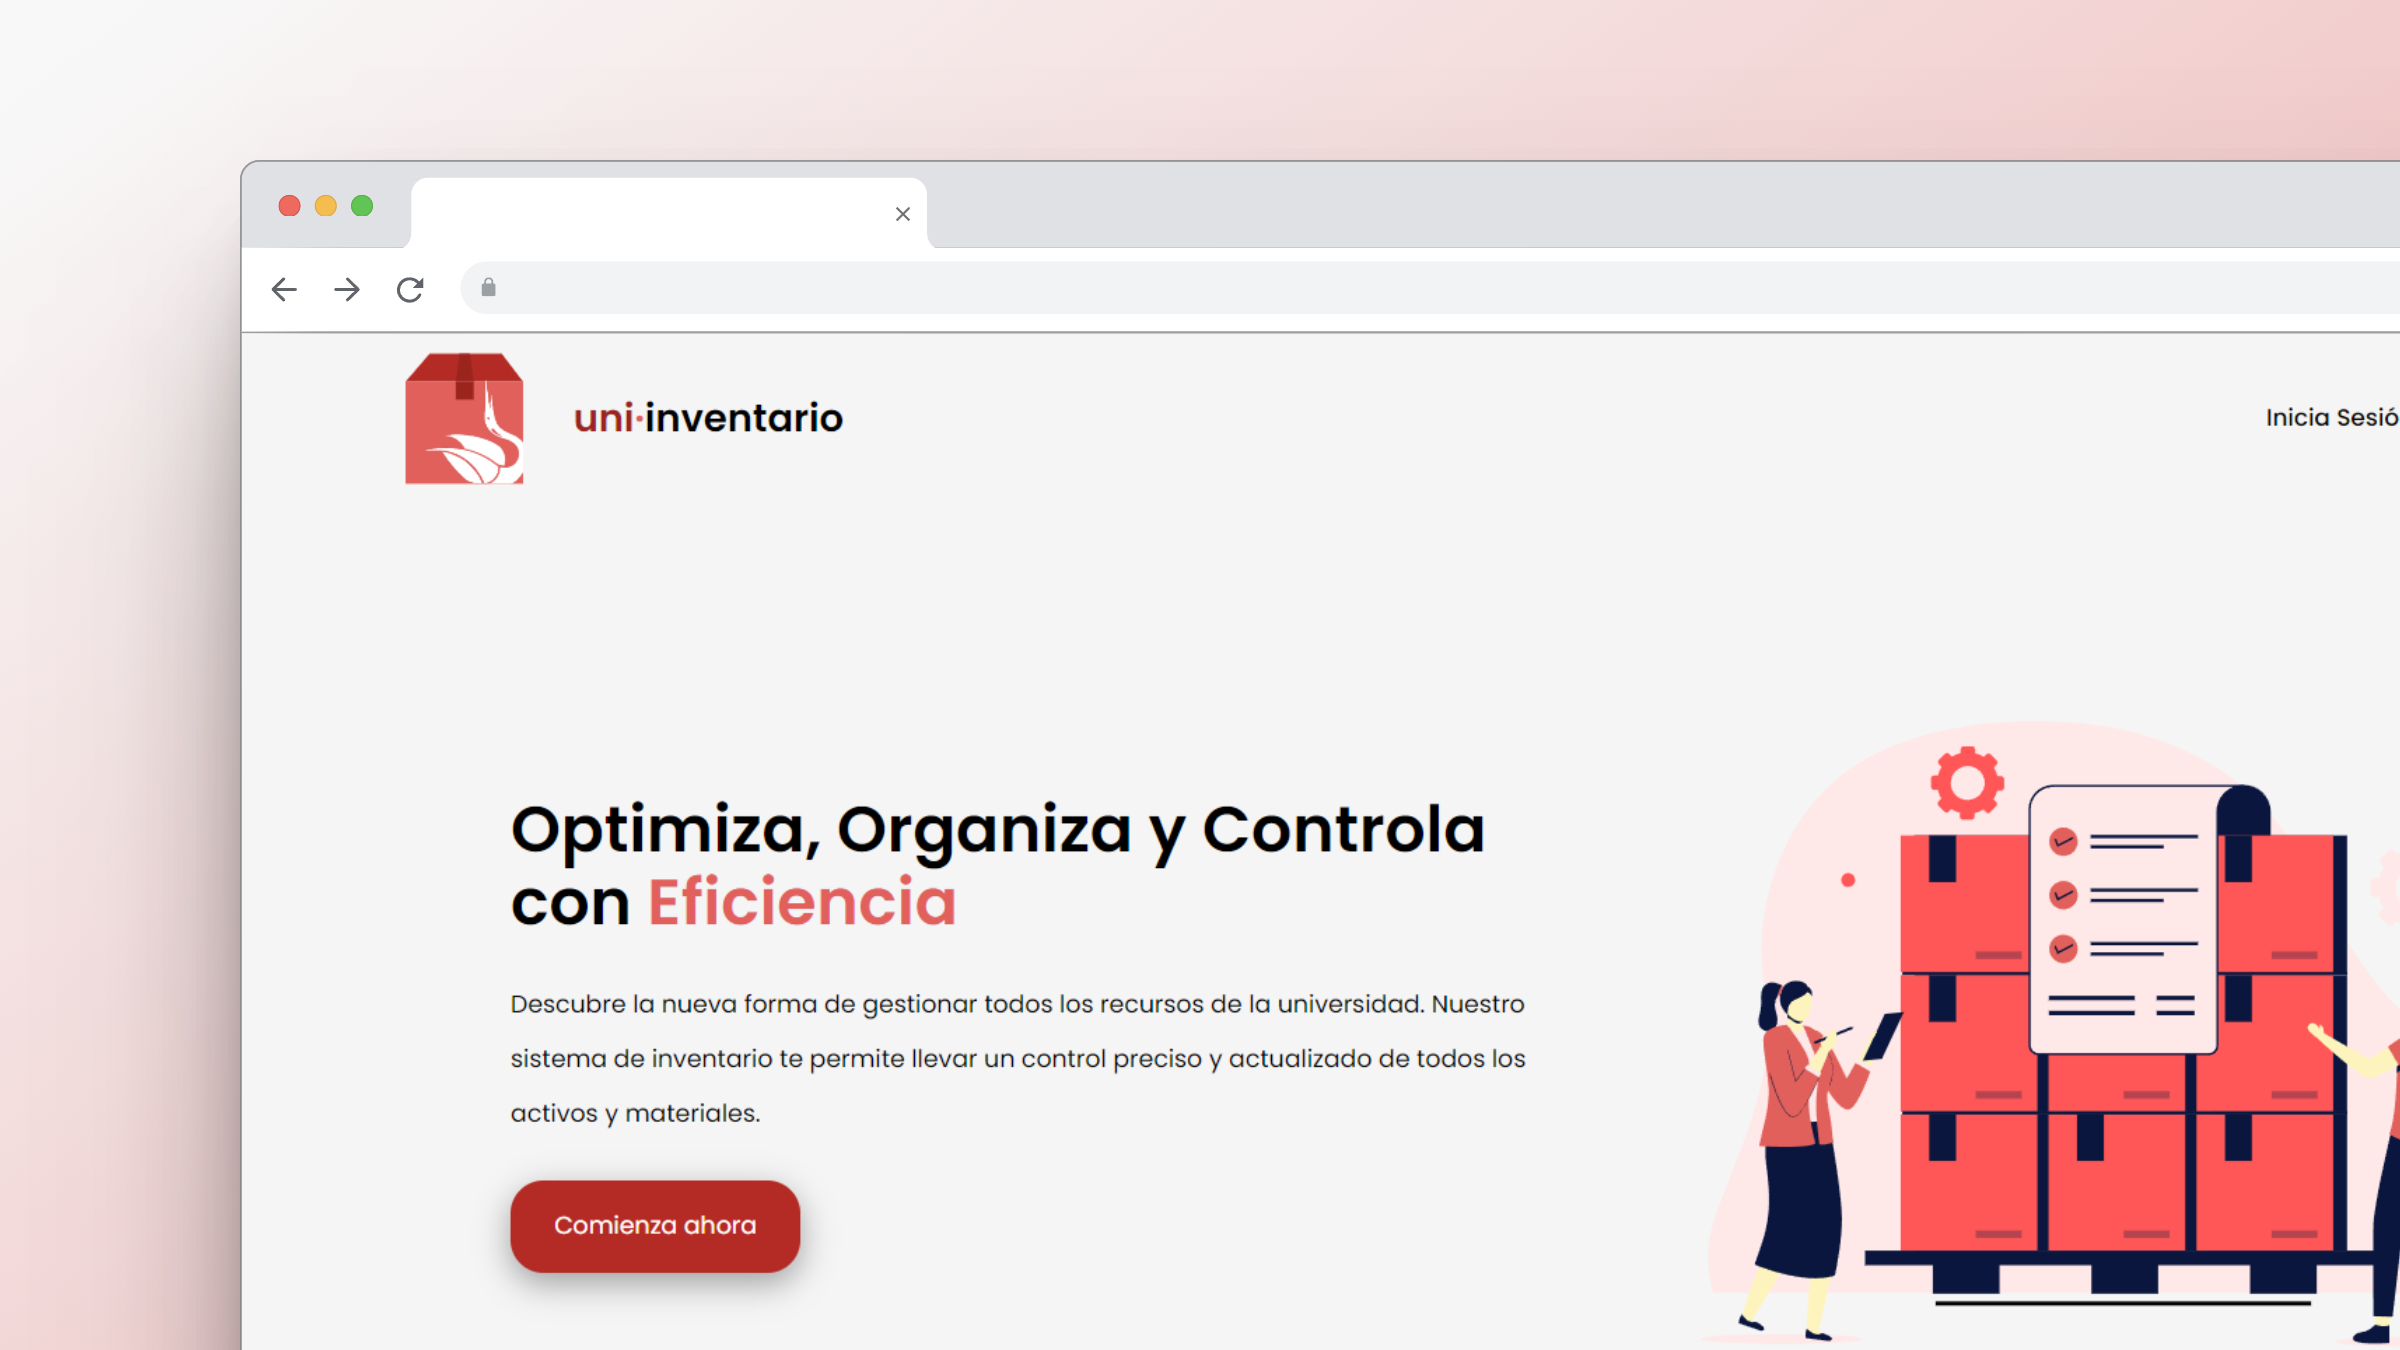 uni·inventario
Inicia Sesió
Optimiza, Organiza y Controla
con Eficiencia
Descubre la nueva forma de gestionar todos los recursos de la universidad. Nuestro
sistema de inventario te permite llevar un control preciso y actualizado de todos los
activos y materiales.
Comienza ahora